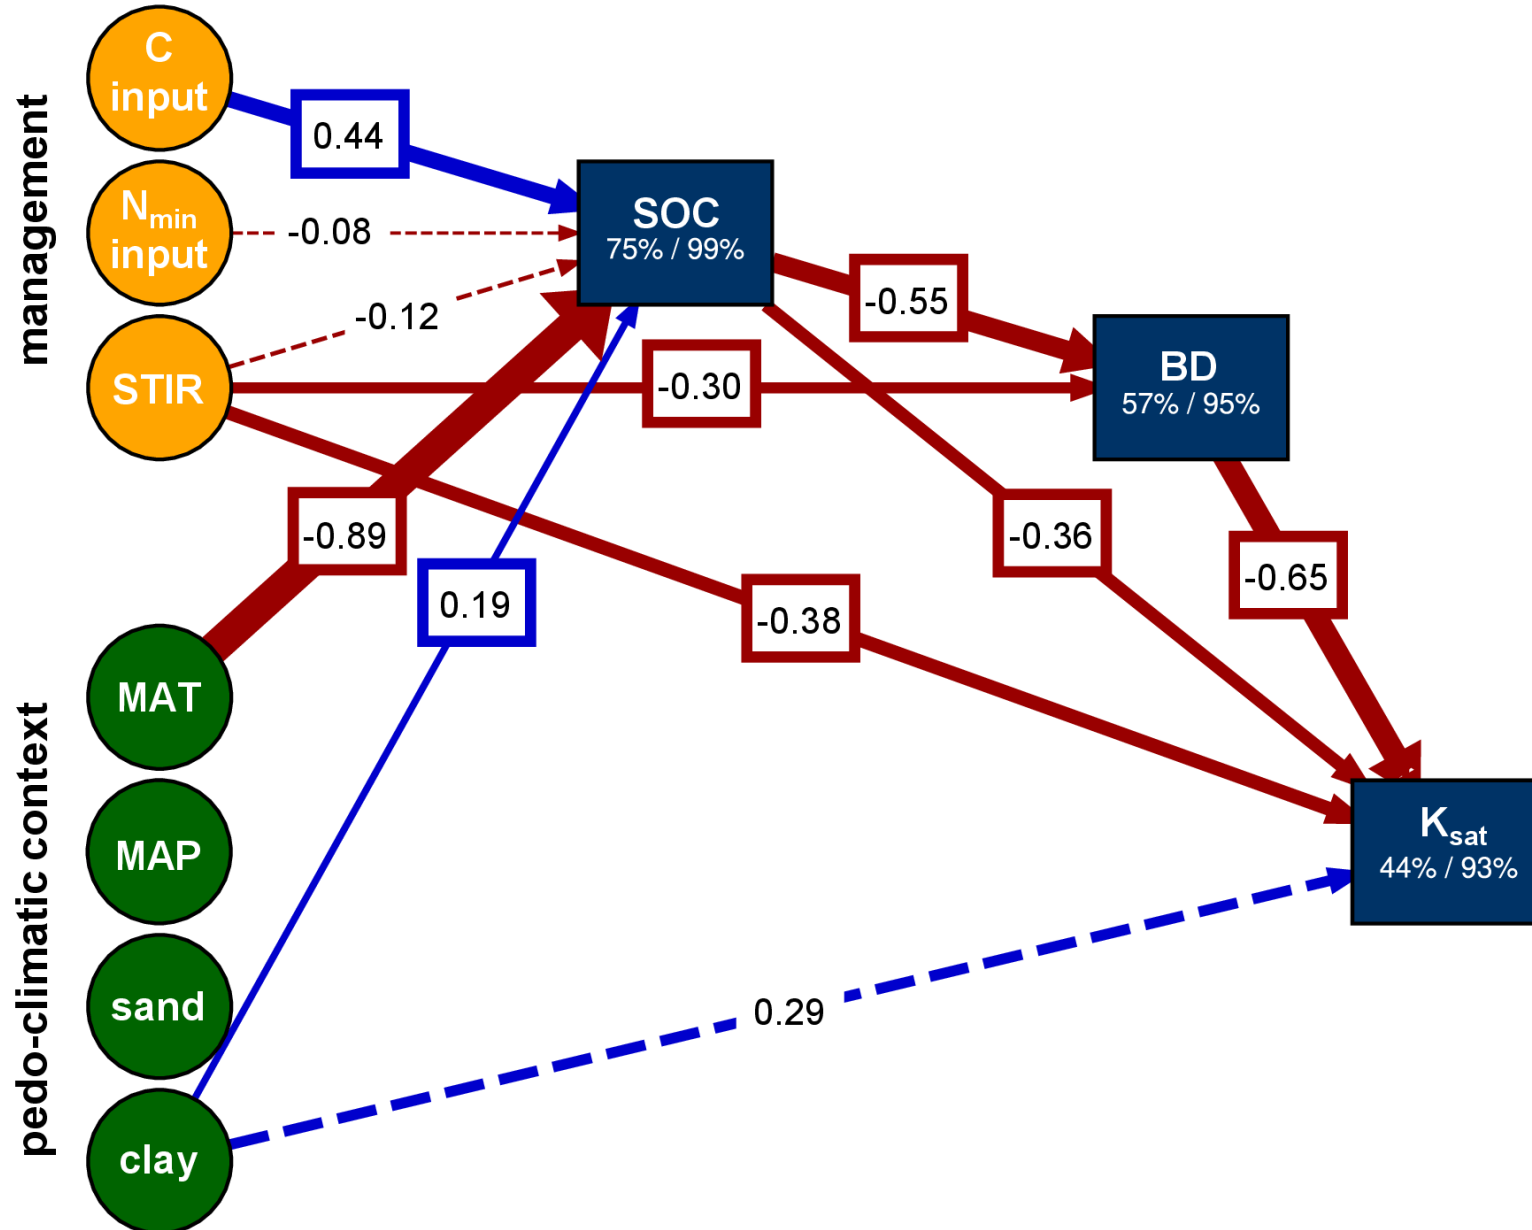 management
C
input
N_min
input
STIR
pedo-climatic context
MAT
MAP
sand
clay
0.44
-0.08
-0.12
-0.89
0.19
SOC
75% / 99%
-0.55
-0.30
BD
57% / 95%
-0.36
-0.65
-0.38
K_sat
44% / 93%
0.29